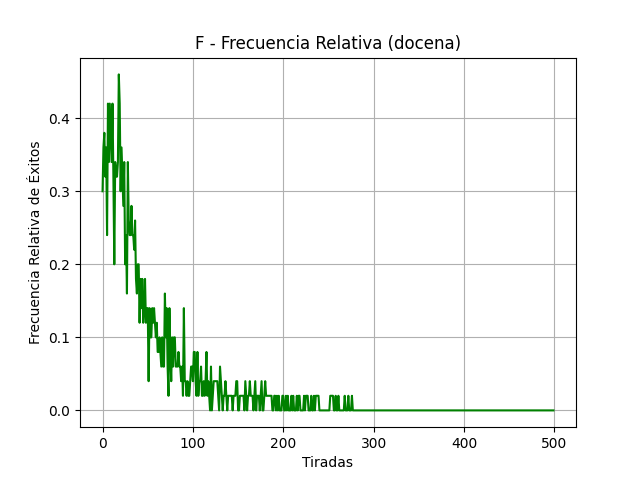 F - Frecuencia Relativa (docena)
Frecuencia Relativa de Éxitos
0.4
0.3
0.2
0.1
0.0
0 100 200 300 400 500
Tiradas